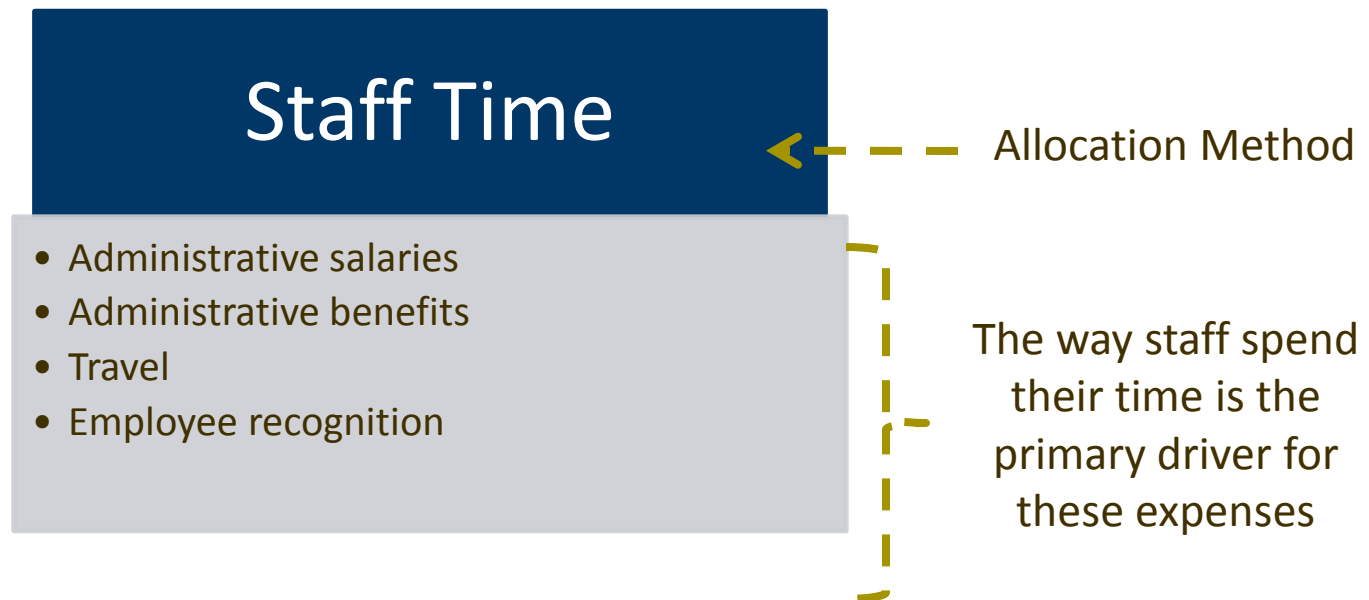 Staff Time
Allocation Method
• Administrative salaries
• Administrative benefits
• Travel
• Employee recognition
The way staff spend
their time is the
primary driver for
these expenses